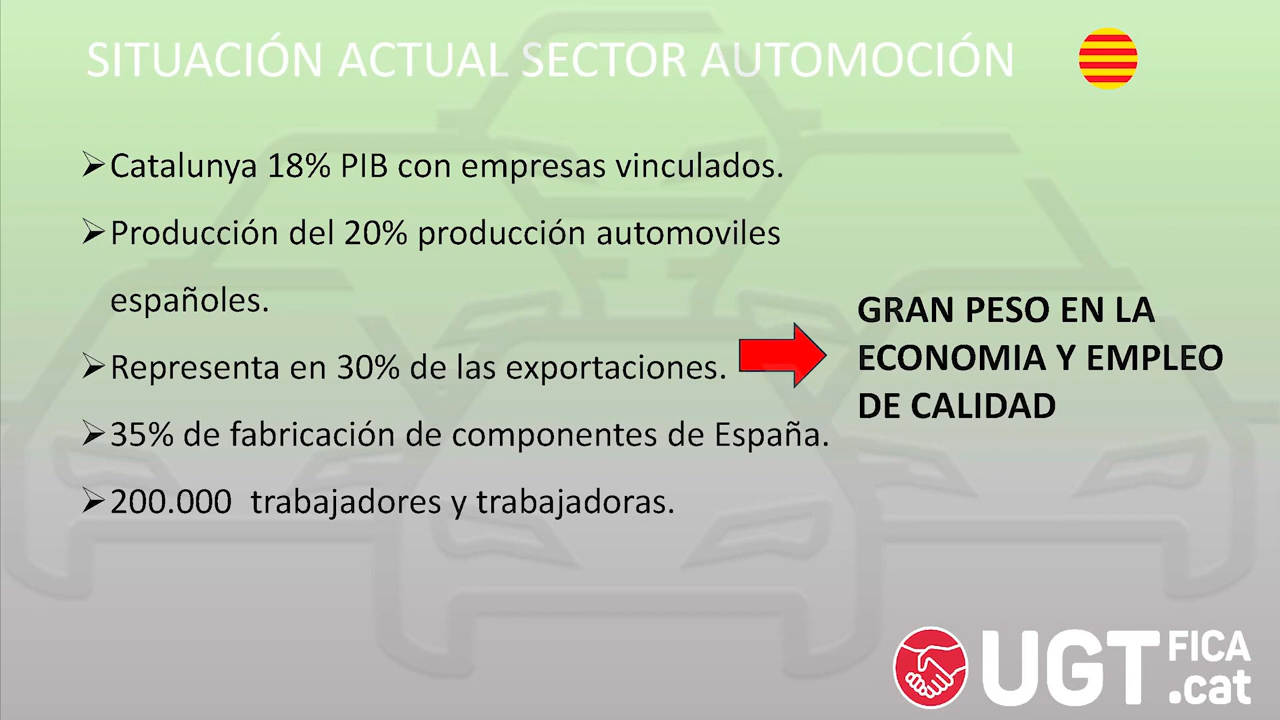 SITUACIÓN ACTUAL SECTOR AUTOMOCIÓN
Catalunya 18% PIB con empresas vinculados.
Producción del 20% producción automoviles
españoles.
Representa en 30% de las exportaciones.
35% de fabricación de componentes de España.
200.000 trabajadores y trabajadoras.
GRAN PESO EN LA
ECONOMIA Y EMPLEO
DE CALIDAD
UGT FICA
.cat